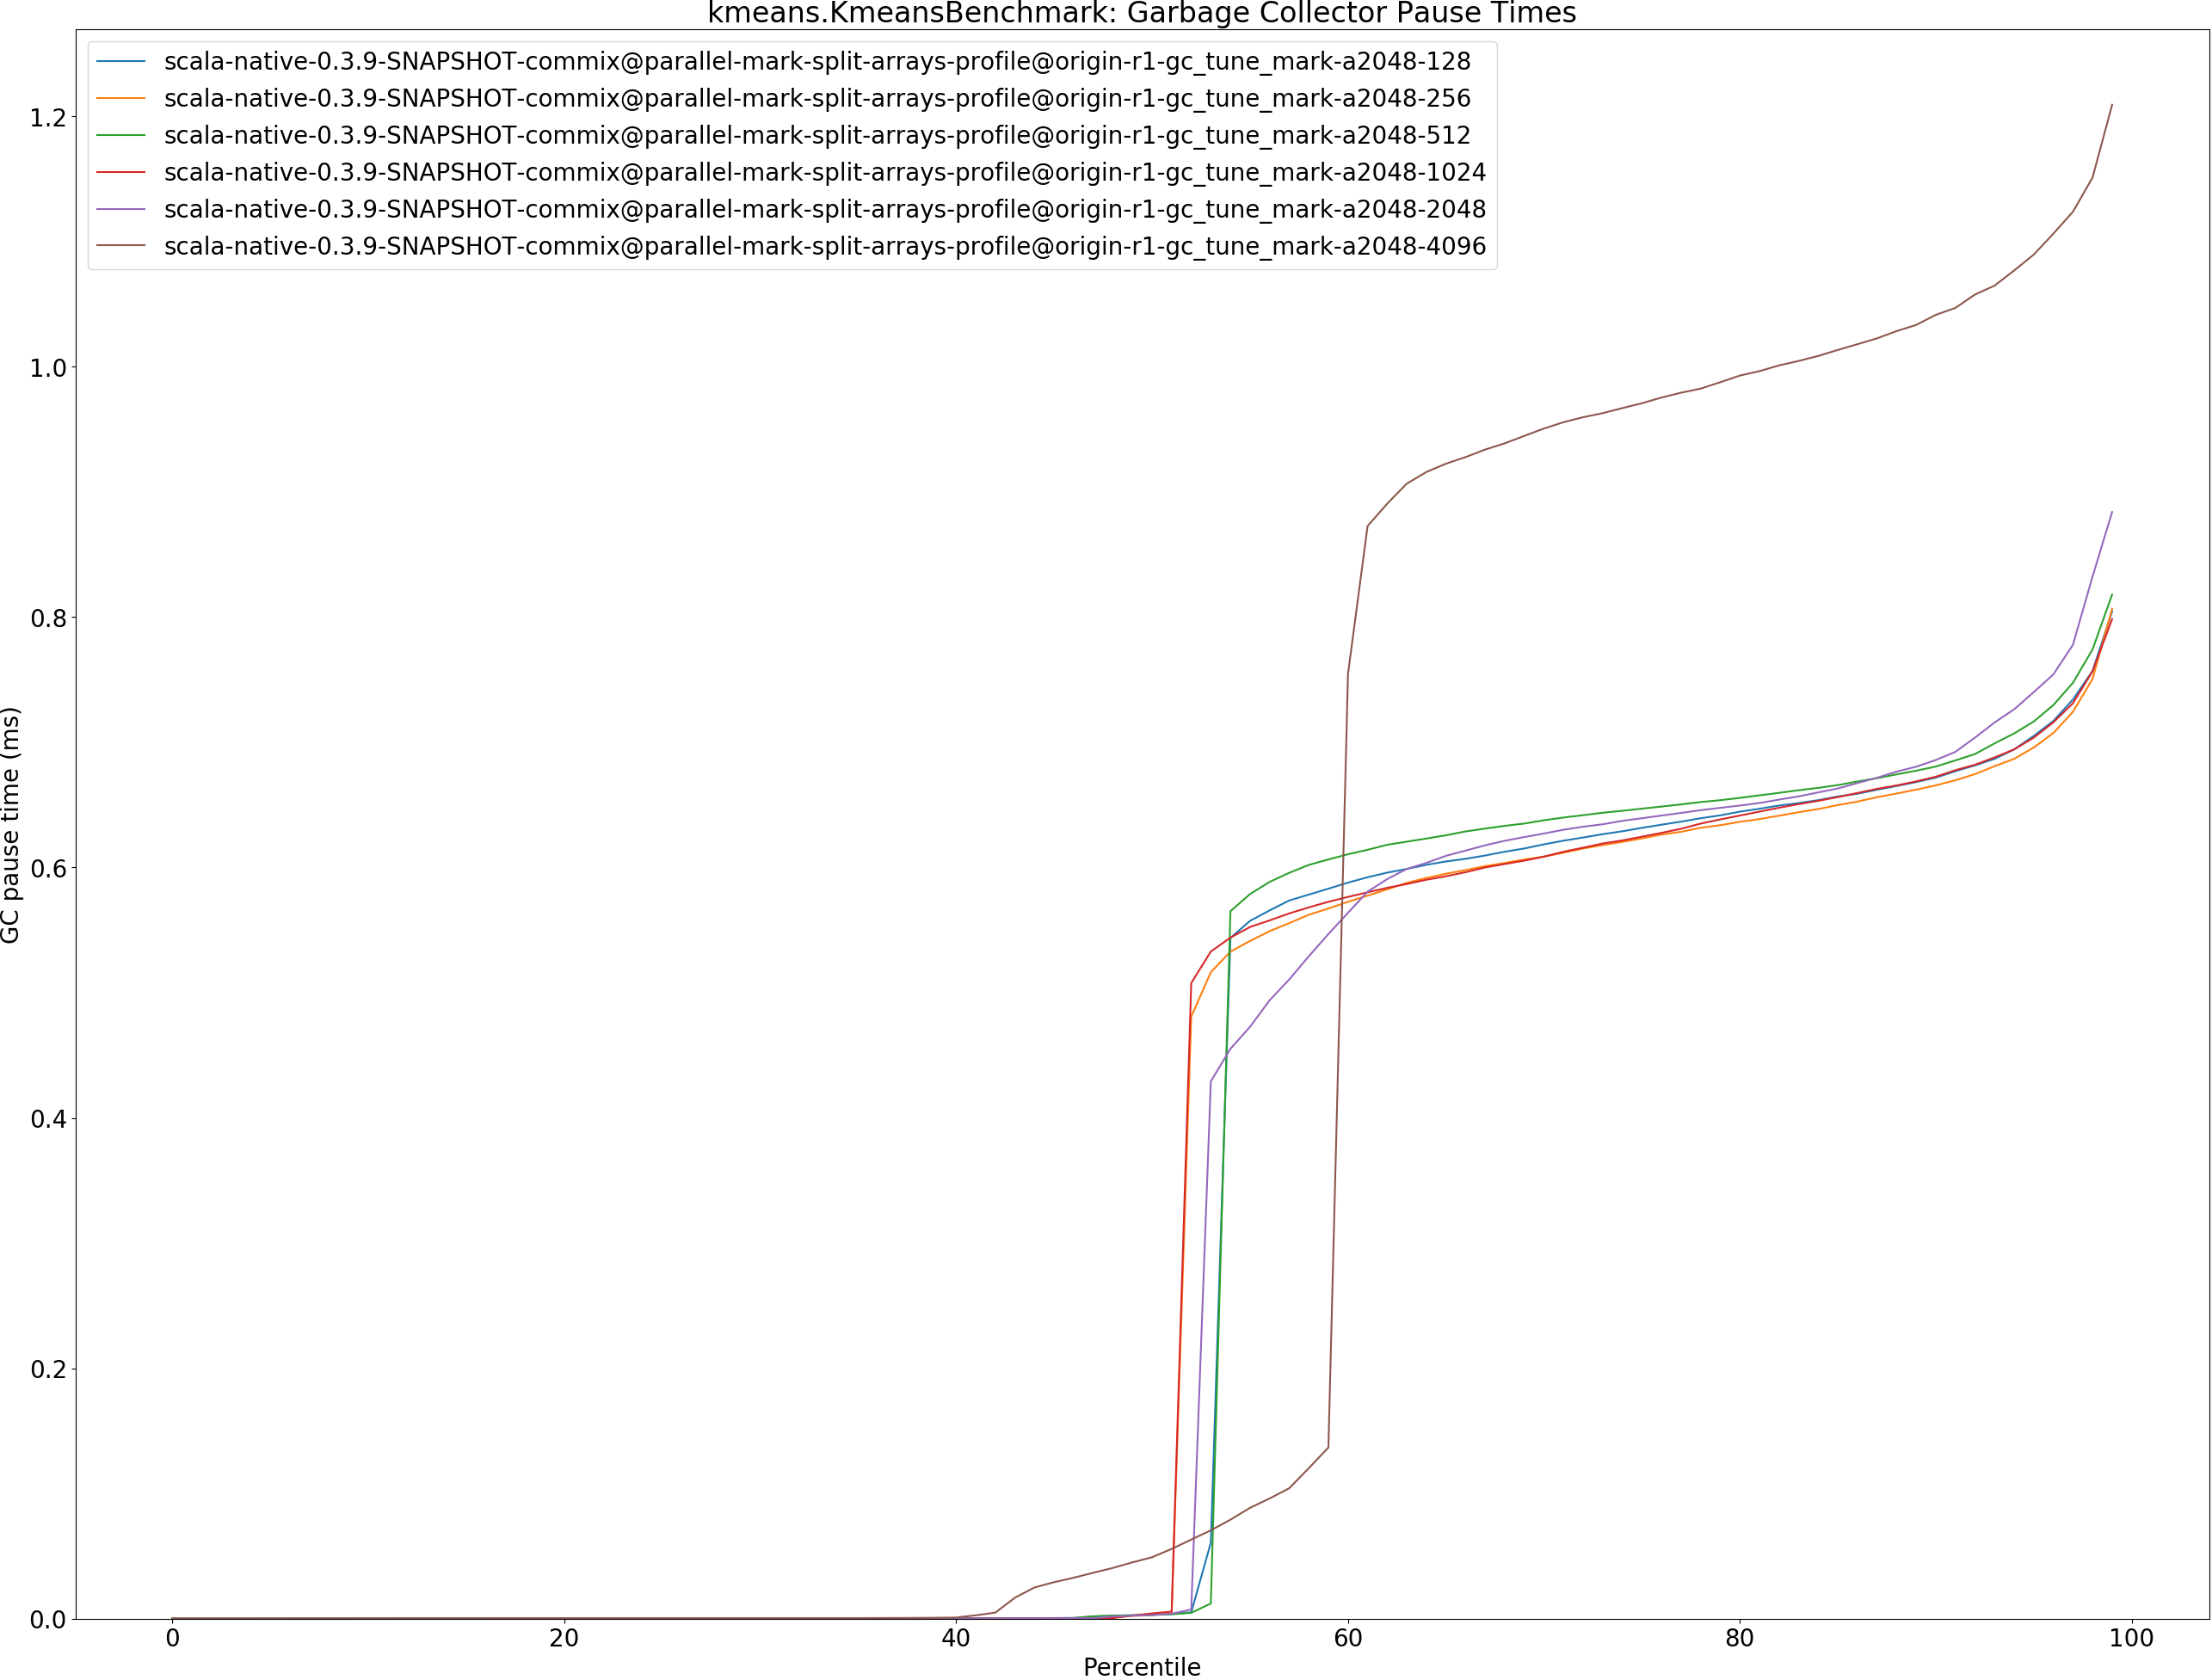 kmeans.KmeansBenchmark: Garbage Collector Pause Times
scala-native-0.3.9-SNAPSHOT-commix@parallel-mark-split-arrays-profile@origin-r1-gc_tune_mark-a2048-128
scala-native-0.3.9-SNAPSHOT-commix@parallel-mark-split-arrays-profile@origin-r1-gc_tune_mark-a2048-256
scala-native-0.3.9-SNAPSHOT-commix@parallel-mark-split-arrays-profile@origin-r1-gc_tune_mark-a2048-512
scala-native-0.3.9-SNAPSHOT-commix@parallel-mark-split-arrays-profile@origin-r1-gc_tune_mark-a2048-1024
scala-native-0.3.9-SNAPSHOT-commix@parallel-mark-split-arrays-profile@origin-r1-gc_tune_mark-a2048-2048
scala-native-0.3.9-SNAPSHOT-commix@parallel-mark-split-arrays-profile@origin-r1-gc_tune_mark-a2048-4096
GC pause time (ms)
1.2
1.0
0.8
0.6
0.4
0.2
0.0
0 20 40 60 80 100
Percentile